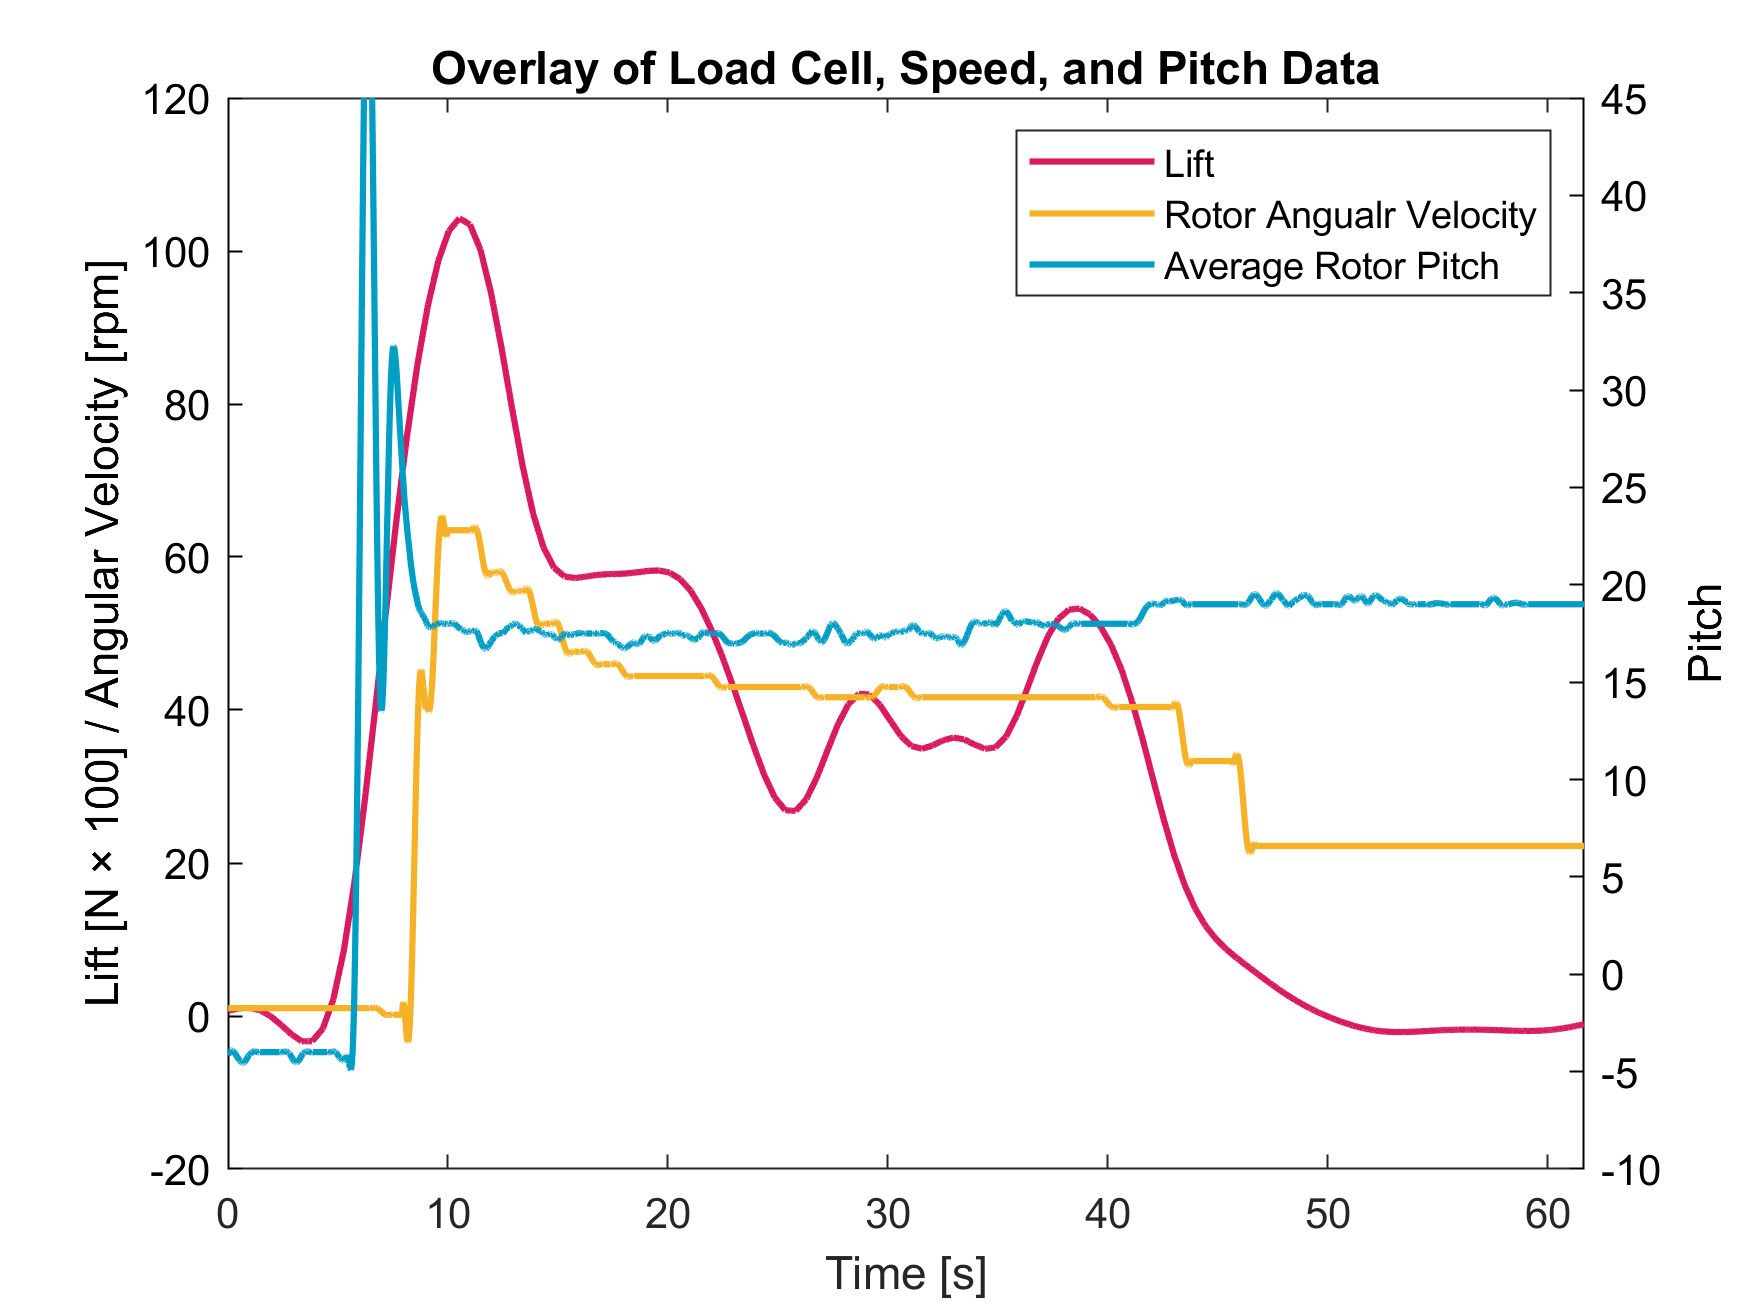 Overlay of Load Cell, Speed, and Pitch Data
Lift [N × 100] / Angular Velocity [rpm]
120
100
80
60
40
20
0
-20
Lift
Rotor Angualr Velocity
Average Rotor Pitch
45
40
35
30
25
20
15
10
5
0
-5
-10
Pitch
0 10 20 30 40 50 60
Time [s]